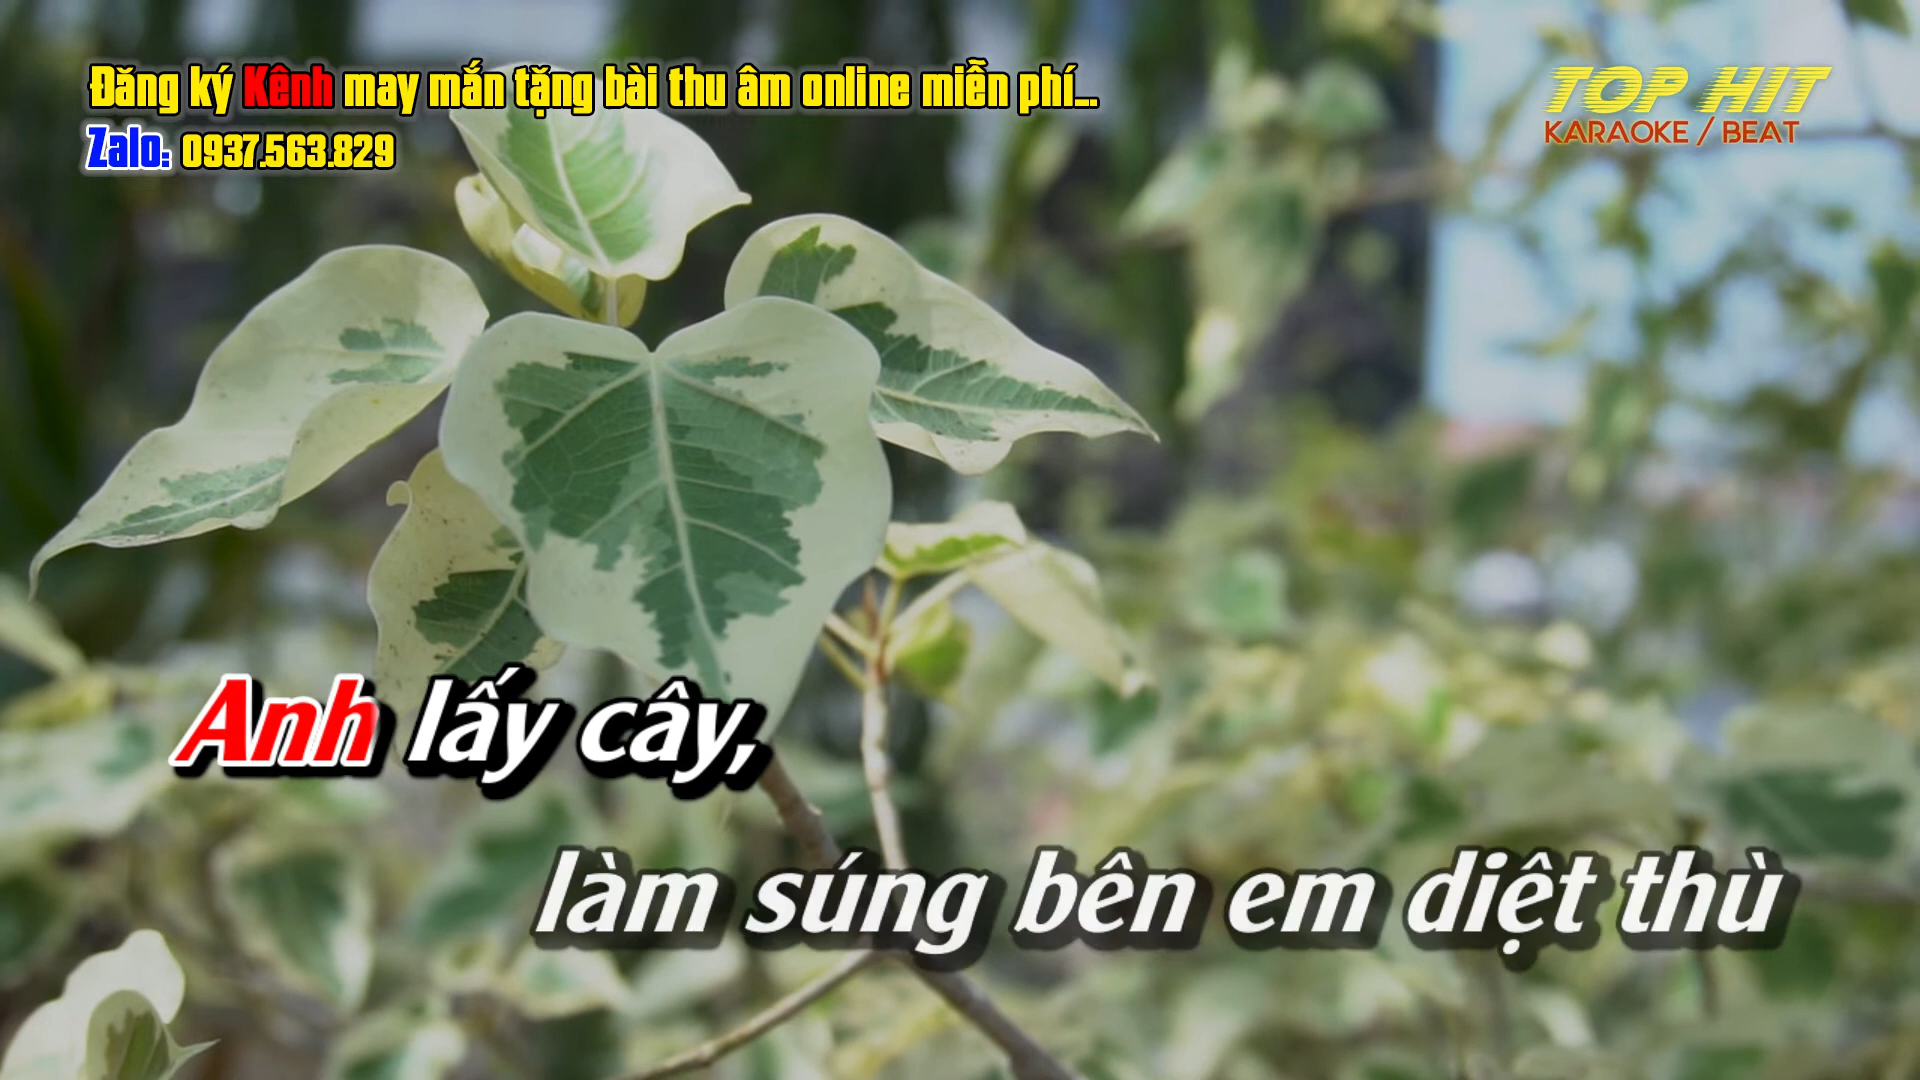 Đăng ký Kênh may mắn tặng bài thu âm online miễn phí...
Zalo: 0937.563.829
TOP HIT
KARAOKE / BEAT
Anh lấy cây,
làm súng bên em diệt thù